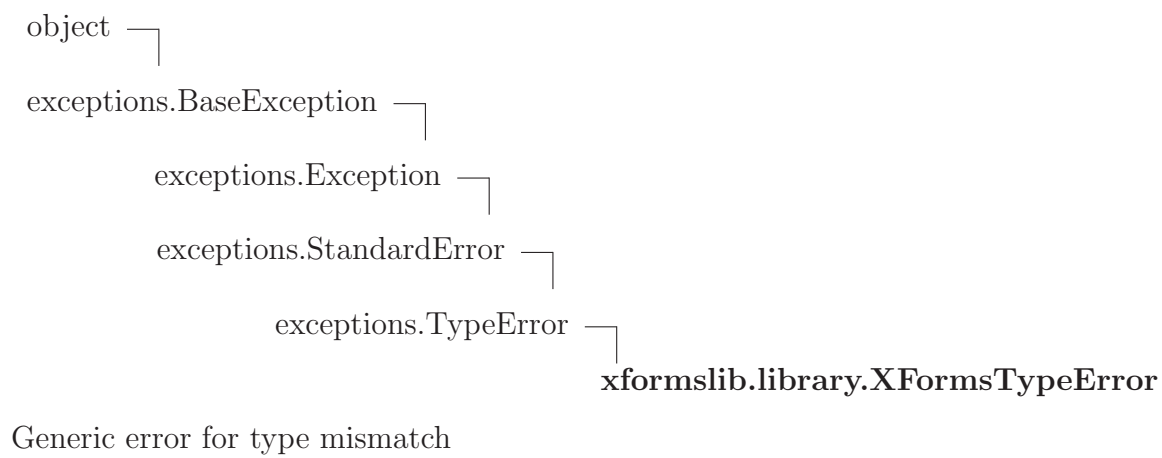 object
exceptions.BaseException
exceptions.Exception
exceptions.StandardError
exceptions.TypeError
xformslib.library.XFormsTypeError
Generic error for type mismatch